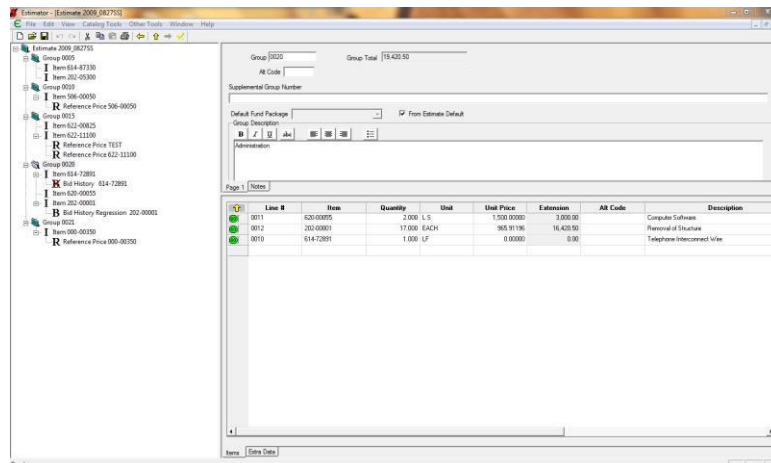 Estimator - [Estimate 2009_0827SS]
File Edit View Catalog Tools Other Tools Window Help
Estimate 2009_0827SS
Group 0005
Item 614-87330
Item 202-05300
Group 0010
Item 506-00050
Reference Price 506-00050
Group 0015
Item 622-00825
Item 622-11100
Reference Price TEST
Reference Price 622-11100
Group 0020
Item 614-72891
Bid History 614-72891
Item 620-00055
Item 202-00001
Bid History Regression 202-00001
Group 0021
Item 000-00350
Reference Price 000-00350
Group 0020 Group Total 19,420.50
Alt Code
Supplemental Group Number
Default Fund Package From Estimate Default
Group Description
B I U abc
Administration
Page 1 Notes
Line # Item Quantity Unit Unit Price Extension Alt Code Description
0011 620-00055 2.000 L S 1,500.00000 3,000.00 Computer Software
0012 202-00001 17.000 EACH 965.91196 16,420.50 Removal of Structure
0010 614-72891 1.000 LF 0.00000 0.00 Telephone Interconnect Wire
Items Extra Data